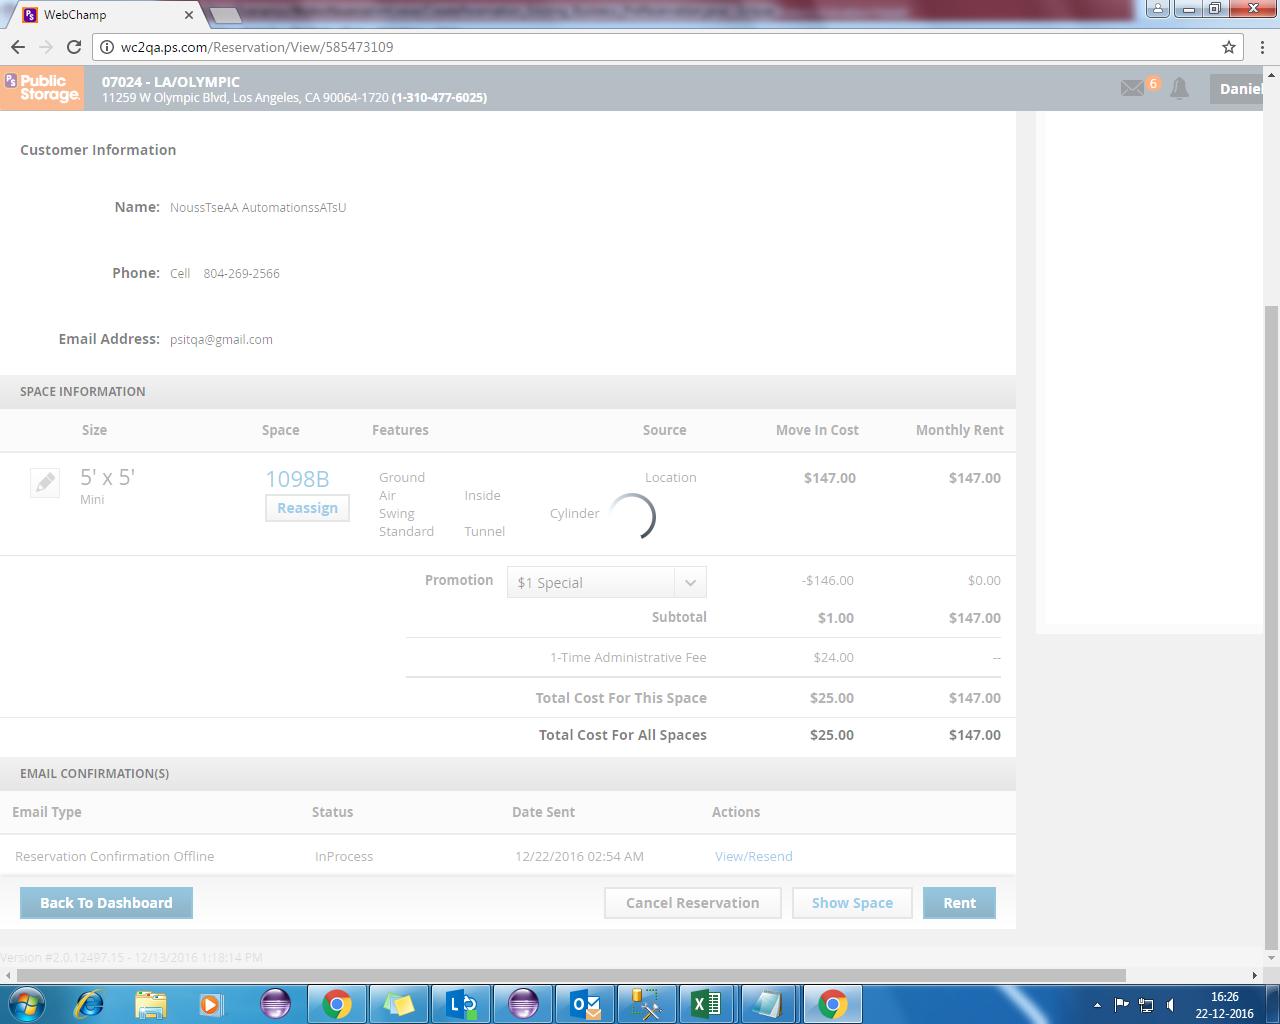 WebChamp
wc2qa.ps.com/Reservation/View/585473109
PS Public Storage.
07024 - LA/OLYMPIC
11259 W Olympic Blvd, Los Angeles, CA 90064-1720 (1-310-477-6025)
6
Daniel
Customer Information
Name: NoussTseAA AutomationssATsU
Phone: Cell 804-269-2566
Email Address: psitqa@gmail.com
SPACE INFORMATION
Size Space Features Source Move In Cost Monthly Rent
5' x 5' 1098B Ground Location $147.00 $147.00
Mini Air Inside
Reassign Swing Cylinder
Standard Tunnel
Promotion $1 Special -$146.00 $0.00
Subtotal $1.00 $147.00
1-Time Administrative Fee $24.00 --
Total Cost For This Space $25.00 $147.00
Total Cost For All Spaces $25.00 $147.00
EMAIL CONFIRMATION(S)
Email Type Status Date Sent Actions
Reservation Confirmation Offline InProcess 12/22/2016 02:54 AM View/Resend
Back To Dashboard Cancel Reservation Show Space Rent
Version #2.0.12497.15 - 12/13/2016 1:18:14 PM
16:26
22-12-2016